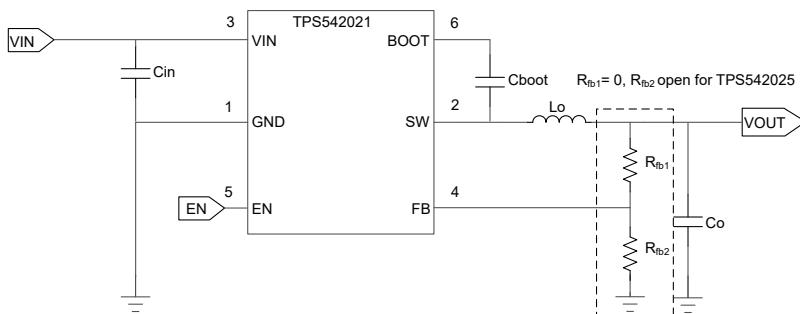 TPS542021
3
6
VIN
VIN
BOOT
Cin
Cboot
Rfb1= 0, Rfb2 open for TPS542025
1
2
Lo
GND
SW
VOUT
Rfb1
5
4
EN
EN
FB
Co
Rfb2